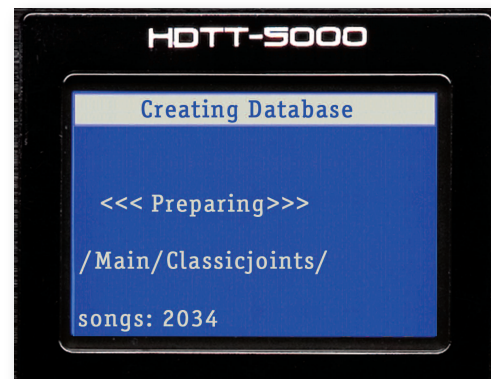 HDTT-5000
Creating Database
<<< Preparing>>>
/Main/Classicjoints/
songs: 2034